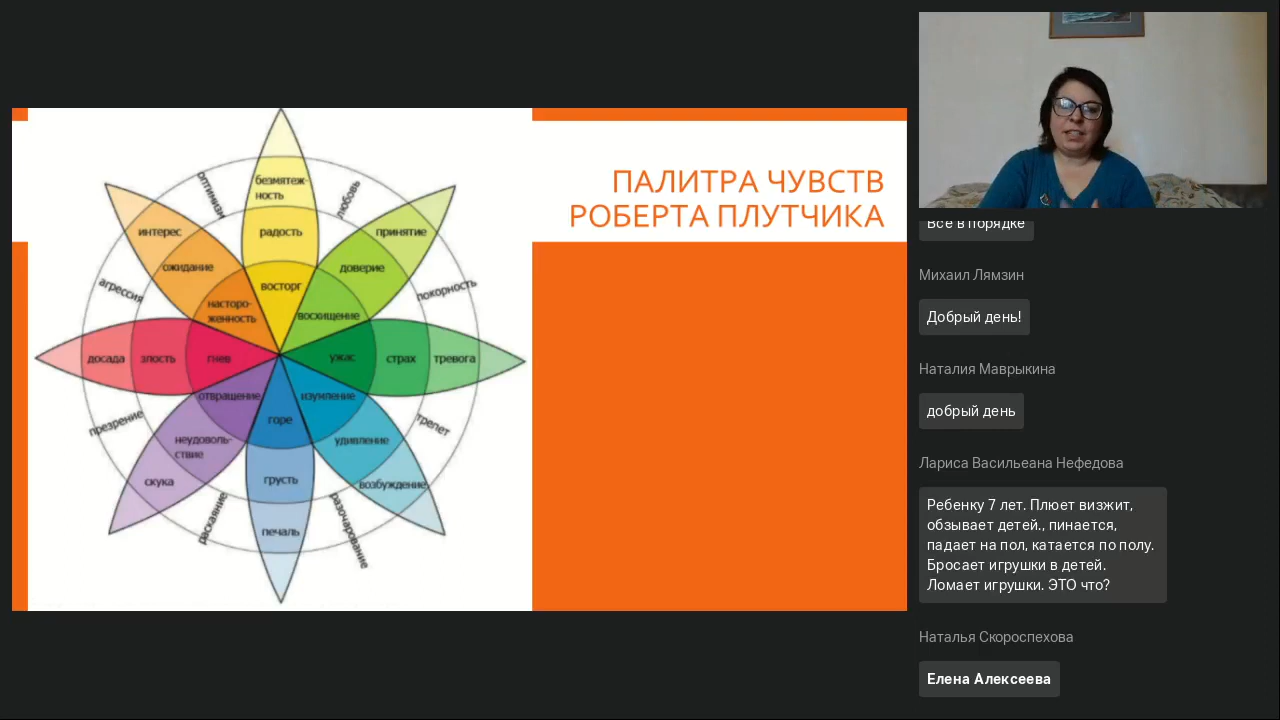 ПАЛИТРА ЧУВСТВ
РОБЕРТА ПЛУТЧИКА
безмятеж-
ность
оптимизм
любовь
интерес
радость
принятие
ожидание
доверие
агрессия
покорность
восторг
насторо-
женность
восхищение
досада
злость
гнев
ужас
страх
тревога
отвращение
изумление
презрение
горе
трепет
неудоволь-
ствие
удивление
скука
грусть
возбуждение
раскаяние
печаль
разочарование
Все в порядке
Михаил Лямзин
Добрый день!
Наталия Маврыкина
добрый день
Лариса Васильеана Нефедова
Ребенку 7 лет. Плюет визжит,
обзывает детей., пинается,
падает на пол, катается по полу.
Бросает игрушки в детей.
Ломает игрушки. ЭТО что?
Наталья Скороспехова
Елена Алексеева